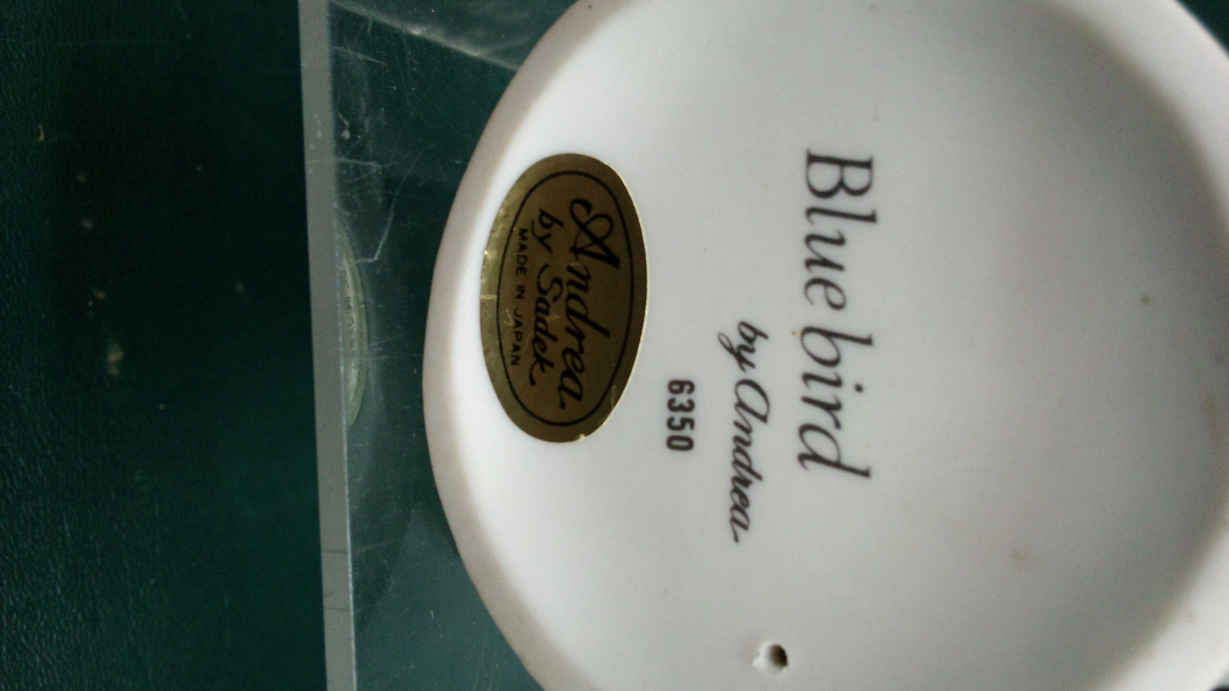 Blue bird
by Andrea
6350
Andrea
by Sadek
MADE IN JAPAN